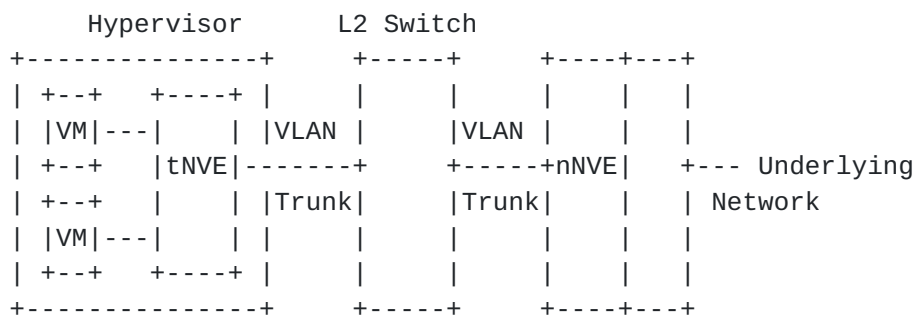 Hypervisor L2 Switch
+---------------+ +-----+ +----+---+
| +--+ +----+ | | | | | |
| |VM|---| | |VLAN | |VLAN | | |
| +--+ |tNVE|-------+ +-----+nNVE| +--- Underlying
| +--+ | | |Trunk| |Trunk| | | Network
| |VM|---| | | | | | | |
| +--+ +----+ | | | | | |
+---------------+ +-----+ +----+---+